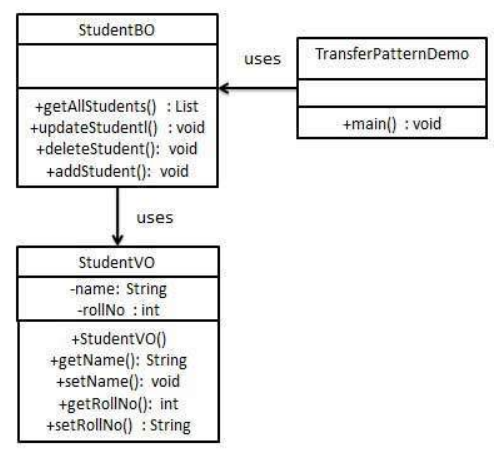 StudentBO
+getAllStudents() : List
+updateStudentl() : void
+deleteStudent(): void
+addStudent(): void
uses
TransferPatternDemo
+main() : void
uses
StudentVO
-name: String
-rollNo : int
+StudentVO()
+getName(): String
+setName(): void
+getRollNo(): int
+setRollNo() : String